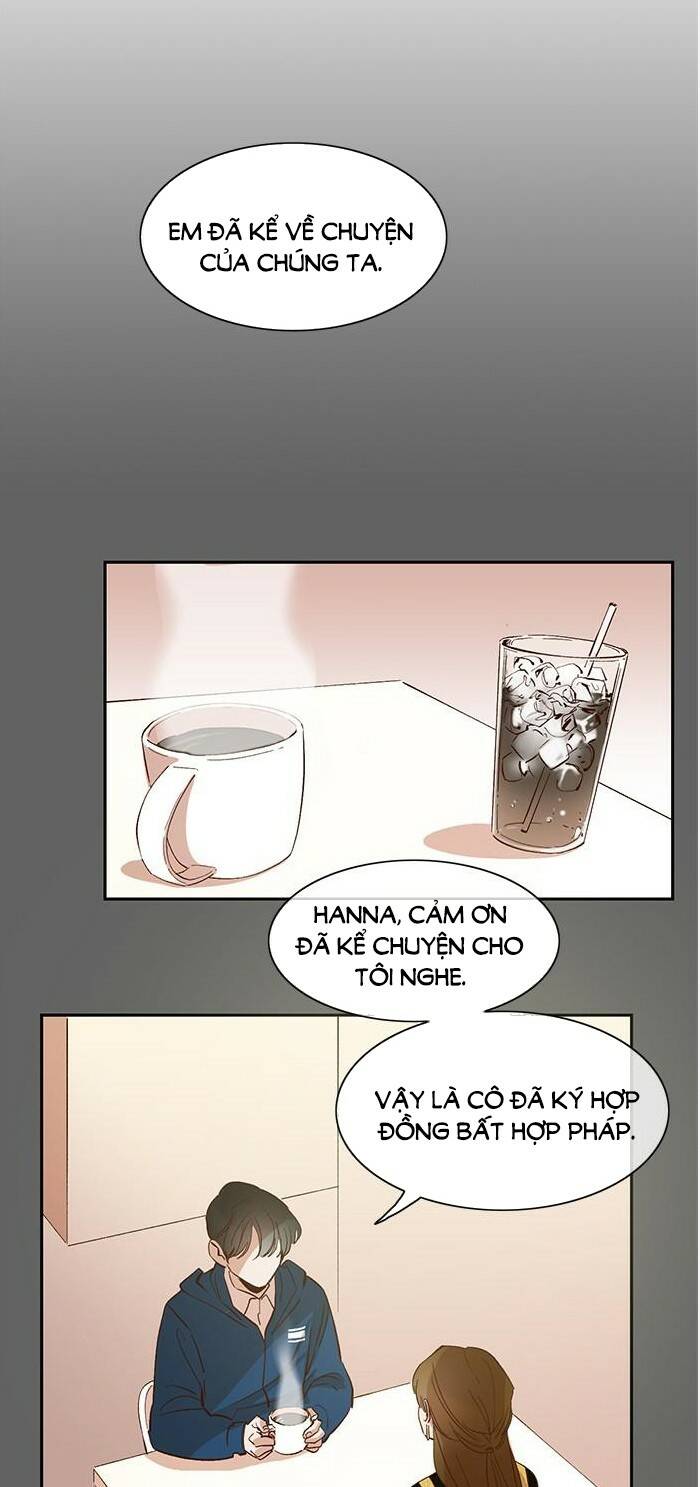 EM ĐÃ KỂ VỀ CHUYỆN
CỦA CHÚNG TA.
HANNA, CẢM ƠN
ĐÃ KỂ CHUYỆN CHO
TÔI NGHE.
VẬY LÀ CÔ ĐÃ KÝ HỢP
ĐỒNG BẤT HỢP PHÁP.